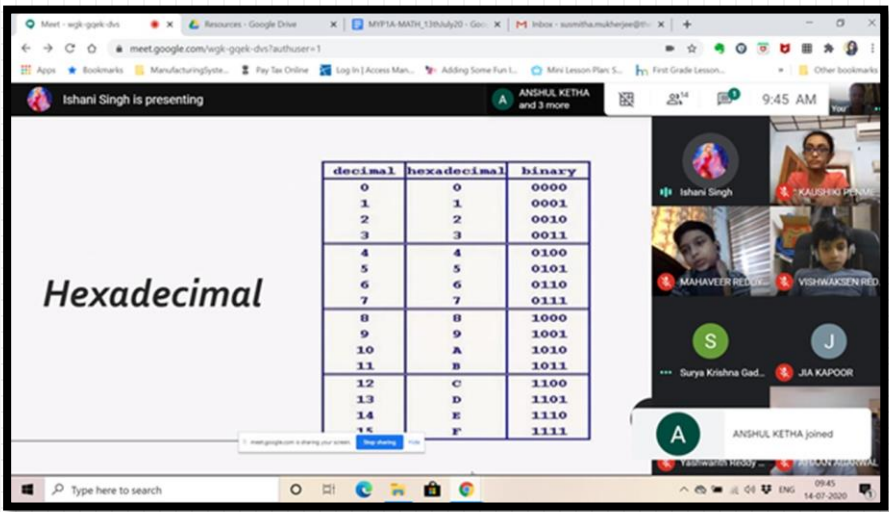 Meet - wgk-gqek-dvs
Resources - Google Drive
MYP1A-MATH_13thJuly20 - Goo
M Inbox - susmitha.mukherjee@th
meet.google.com/wgk-gqek-dvs?authuser=1
Apps Bookmarks ManufacturingSyste... Pay Tax Online Log In | Access Man... Adding Some Fun I... Mini Lesson Plan: S... First Grade Lesson... » Other bookmarks
Ishani Singh is presenting
A ANSHUL KETHA
and 3 more
14
9:45 AM
You
decimal hexadecimal binary
0 0 0000
1 1 0001
2 2 0010
3 3 0011
4 4 0100
5 5 0101
6 6 0110
7 7 0111
8 8 1000
9 9 1001
10 A 1010
11 B 1011
12 C 1100
13 D 1101
14 E 1110
15 F 1111
Hexadecimal
meet.google.com is sharing your screen. Stop sharing Hide
Ishani Singh
KAUSHIKI PENME
MAHAVEER REDDY...
VISHWAKSEN RED
S
Surya Krishna Gad...
J
JIA KAPOOR
A
ANSHUL KETHA joined
Yashwanth Reddy ...
AGARWAL
Type here to search
ENG
09:45
14-07-2020